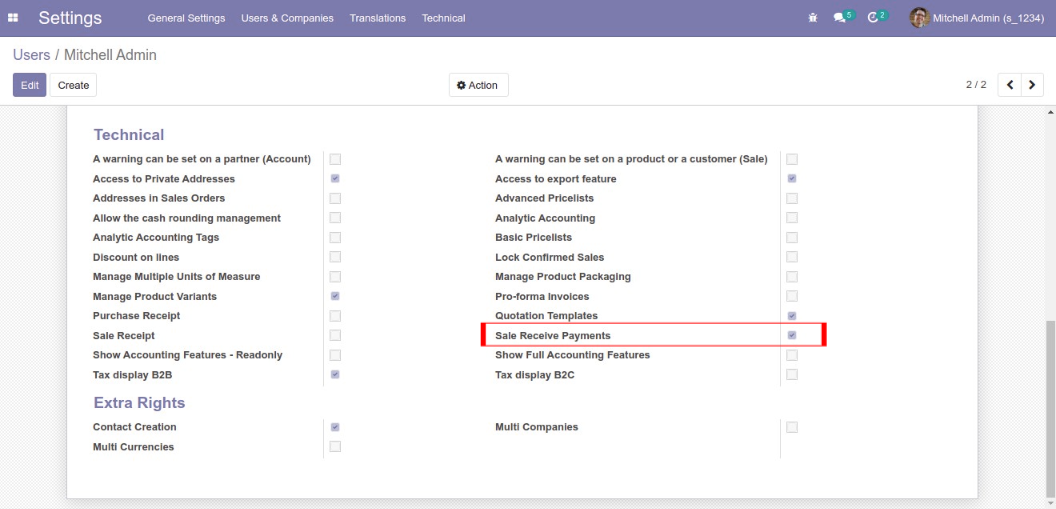 Settings General Settings Users & Companies Translations Technical 5 2 Mitchell Admin (s_1234)
Users / Mitchell Admin
Edit Create Action 2 / 2
Technical
A warning can be set on a partner (Account) A warning can be set on a product or a customer (Sale)
Access to Private Addresses Access to export feature
Addresses in Sales Orders Advanced Pricelists
Allow the cash rounding management Analytic Accounting
Analytic Accounting Tags Basic Pricelists
Discount on lines Lock Confirmed Sales
Manage Multiple Units of Measure Manage Product Packaging
Manage Product Variants Pro-forma Invoices
Purchase Receipt Quotation Templates
Sale Receipt Sale Receive Payments
Show Accounting Features - Readonly Show Full Accounting Features
Tax display B2B Tax display B2C
Extra Rights
Contact Creation Multi Companies
Multi Currencies